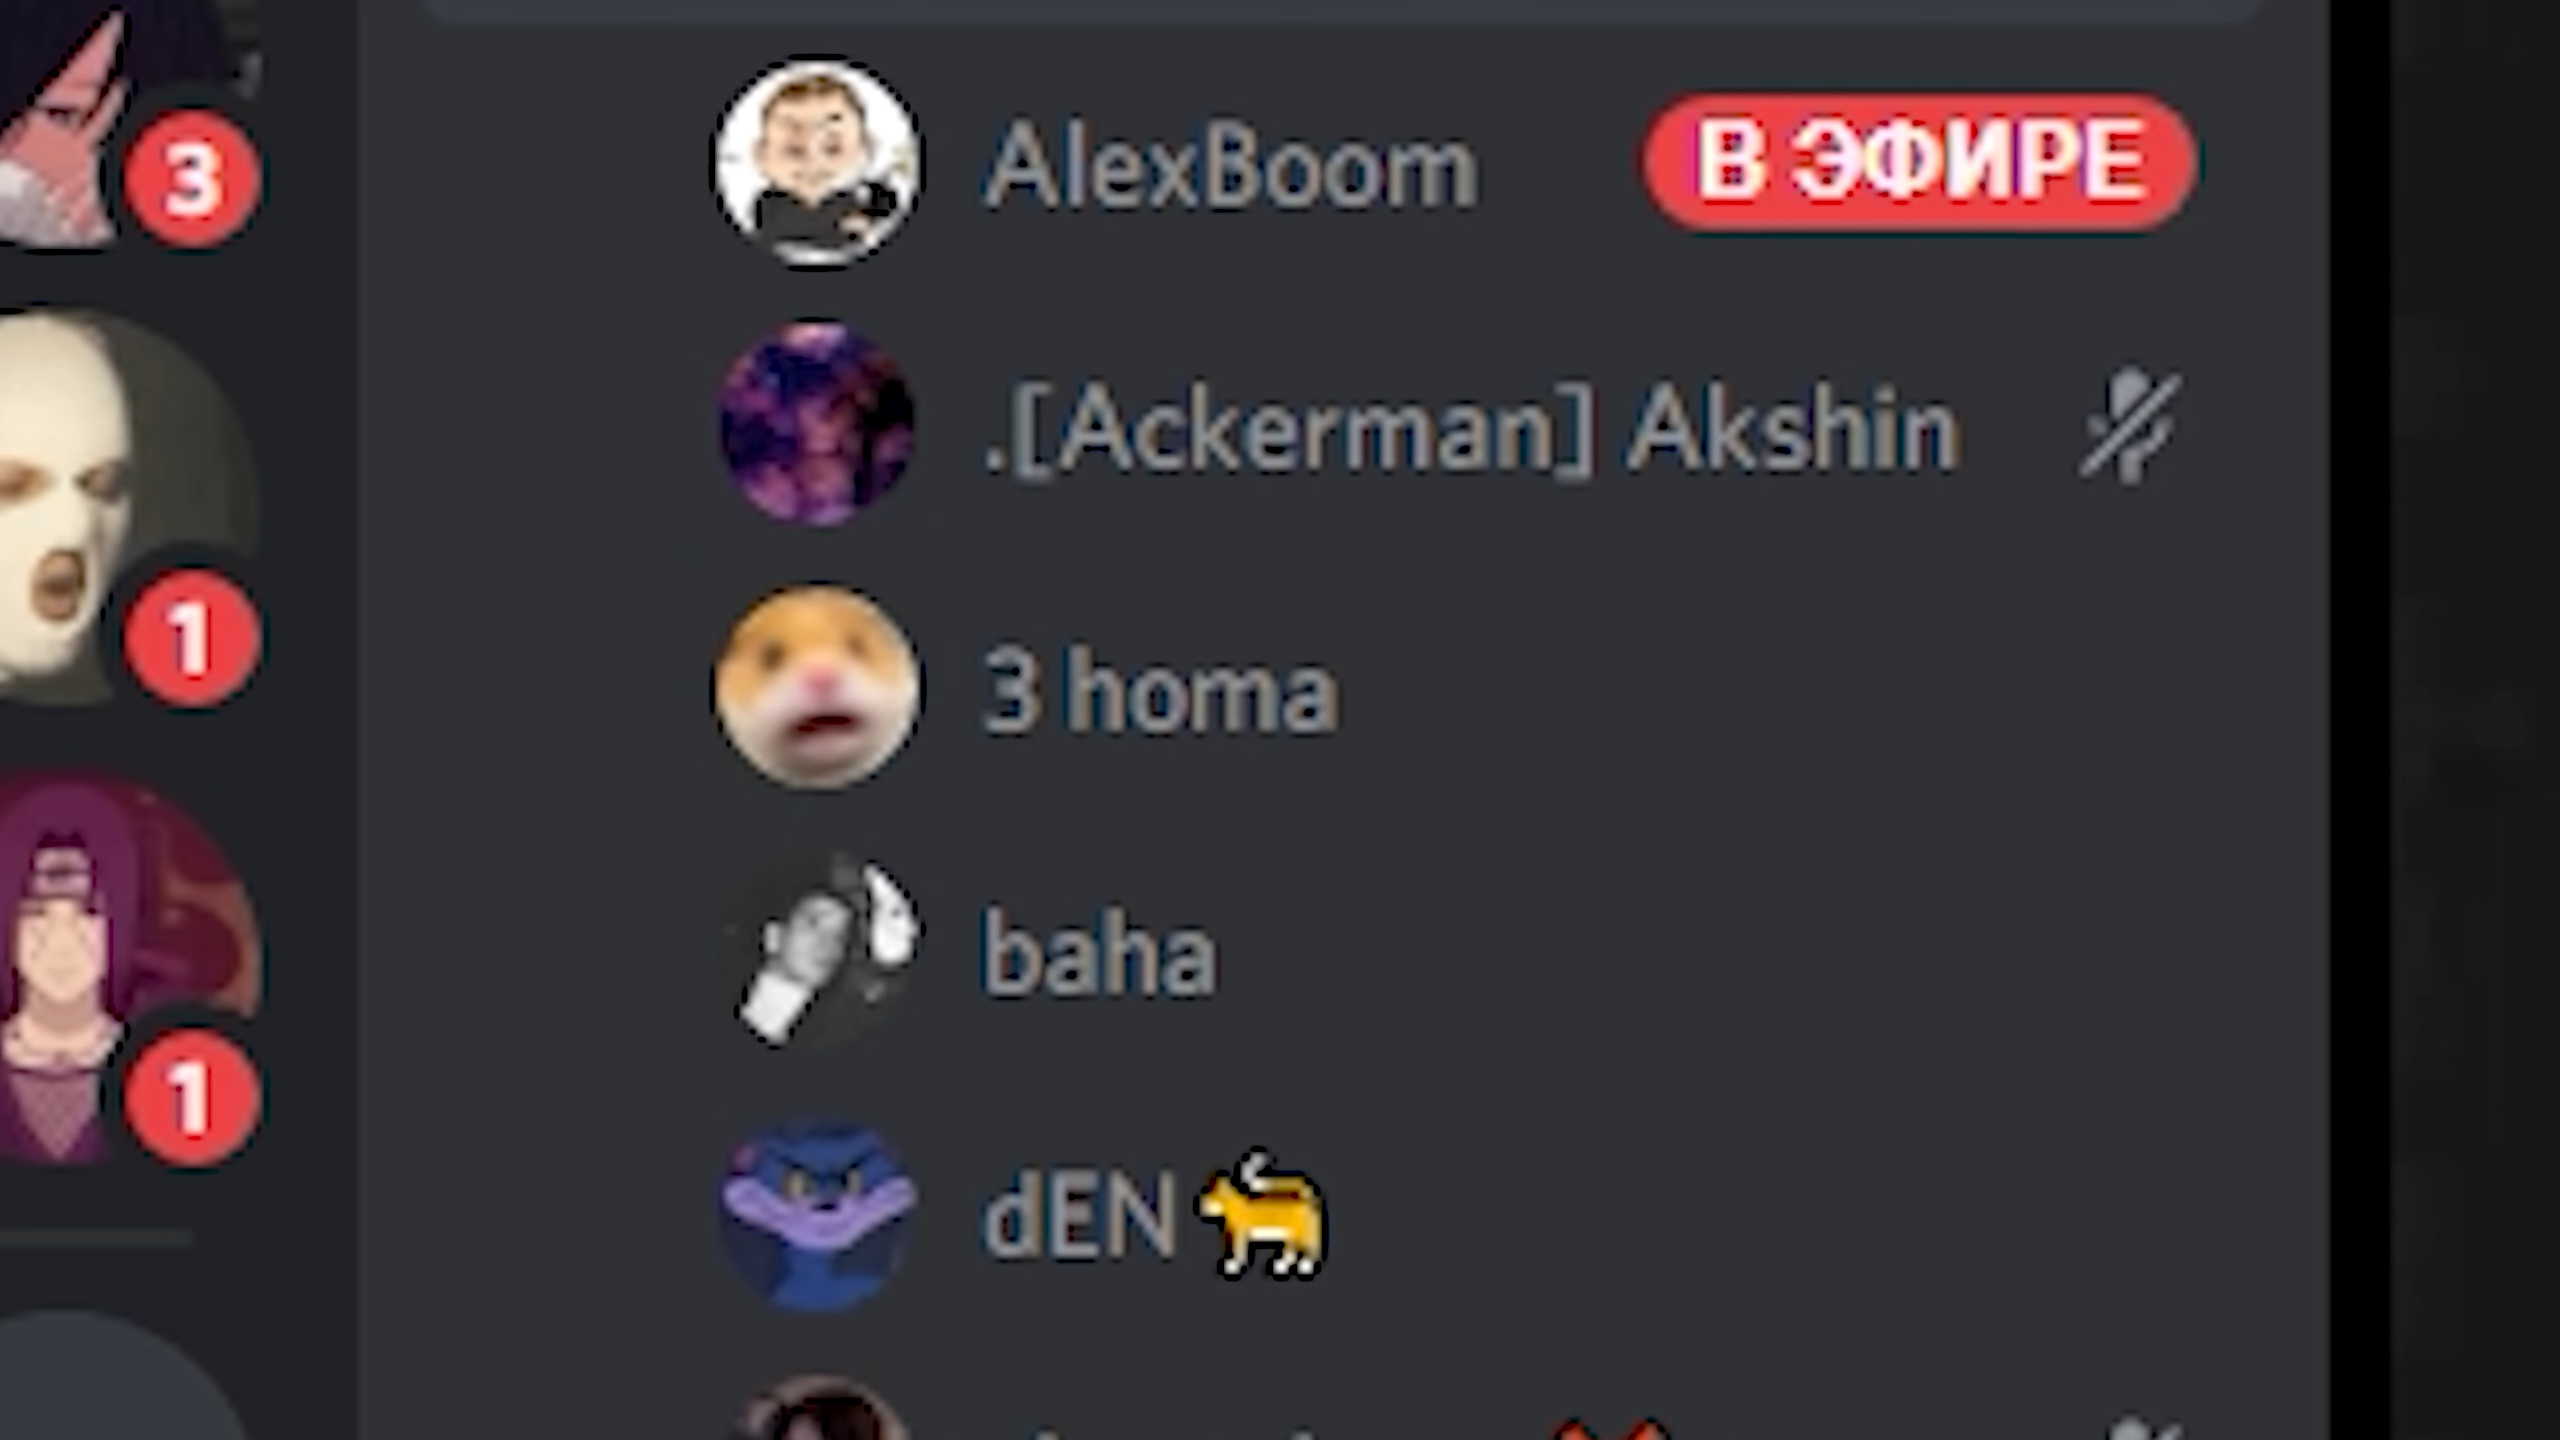 3
AlexBoom В ЭФИРЕ
.[Ackerman] Akshin
3 homa
1
baha
1
dEN